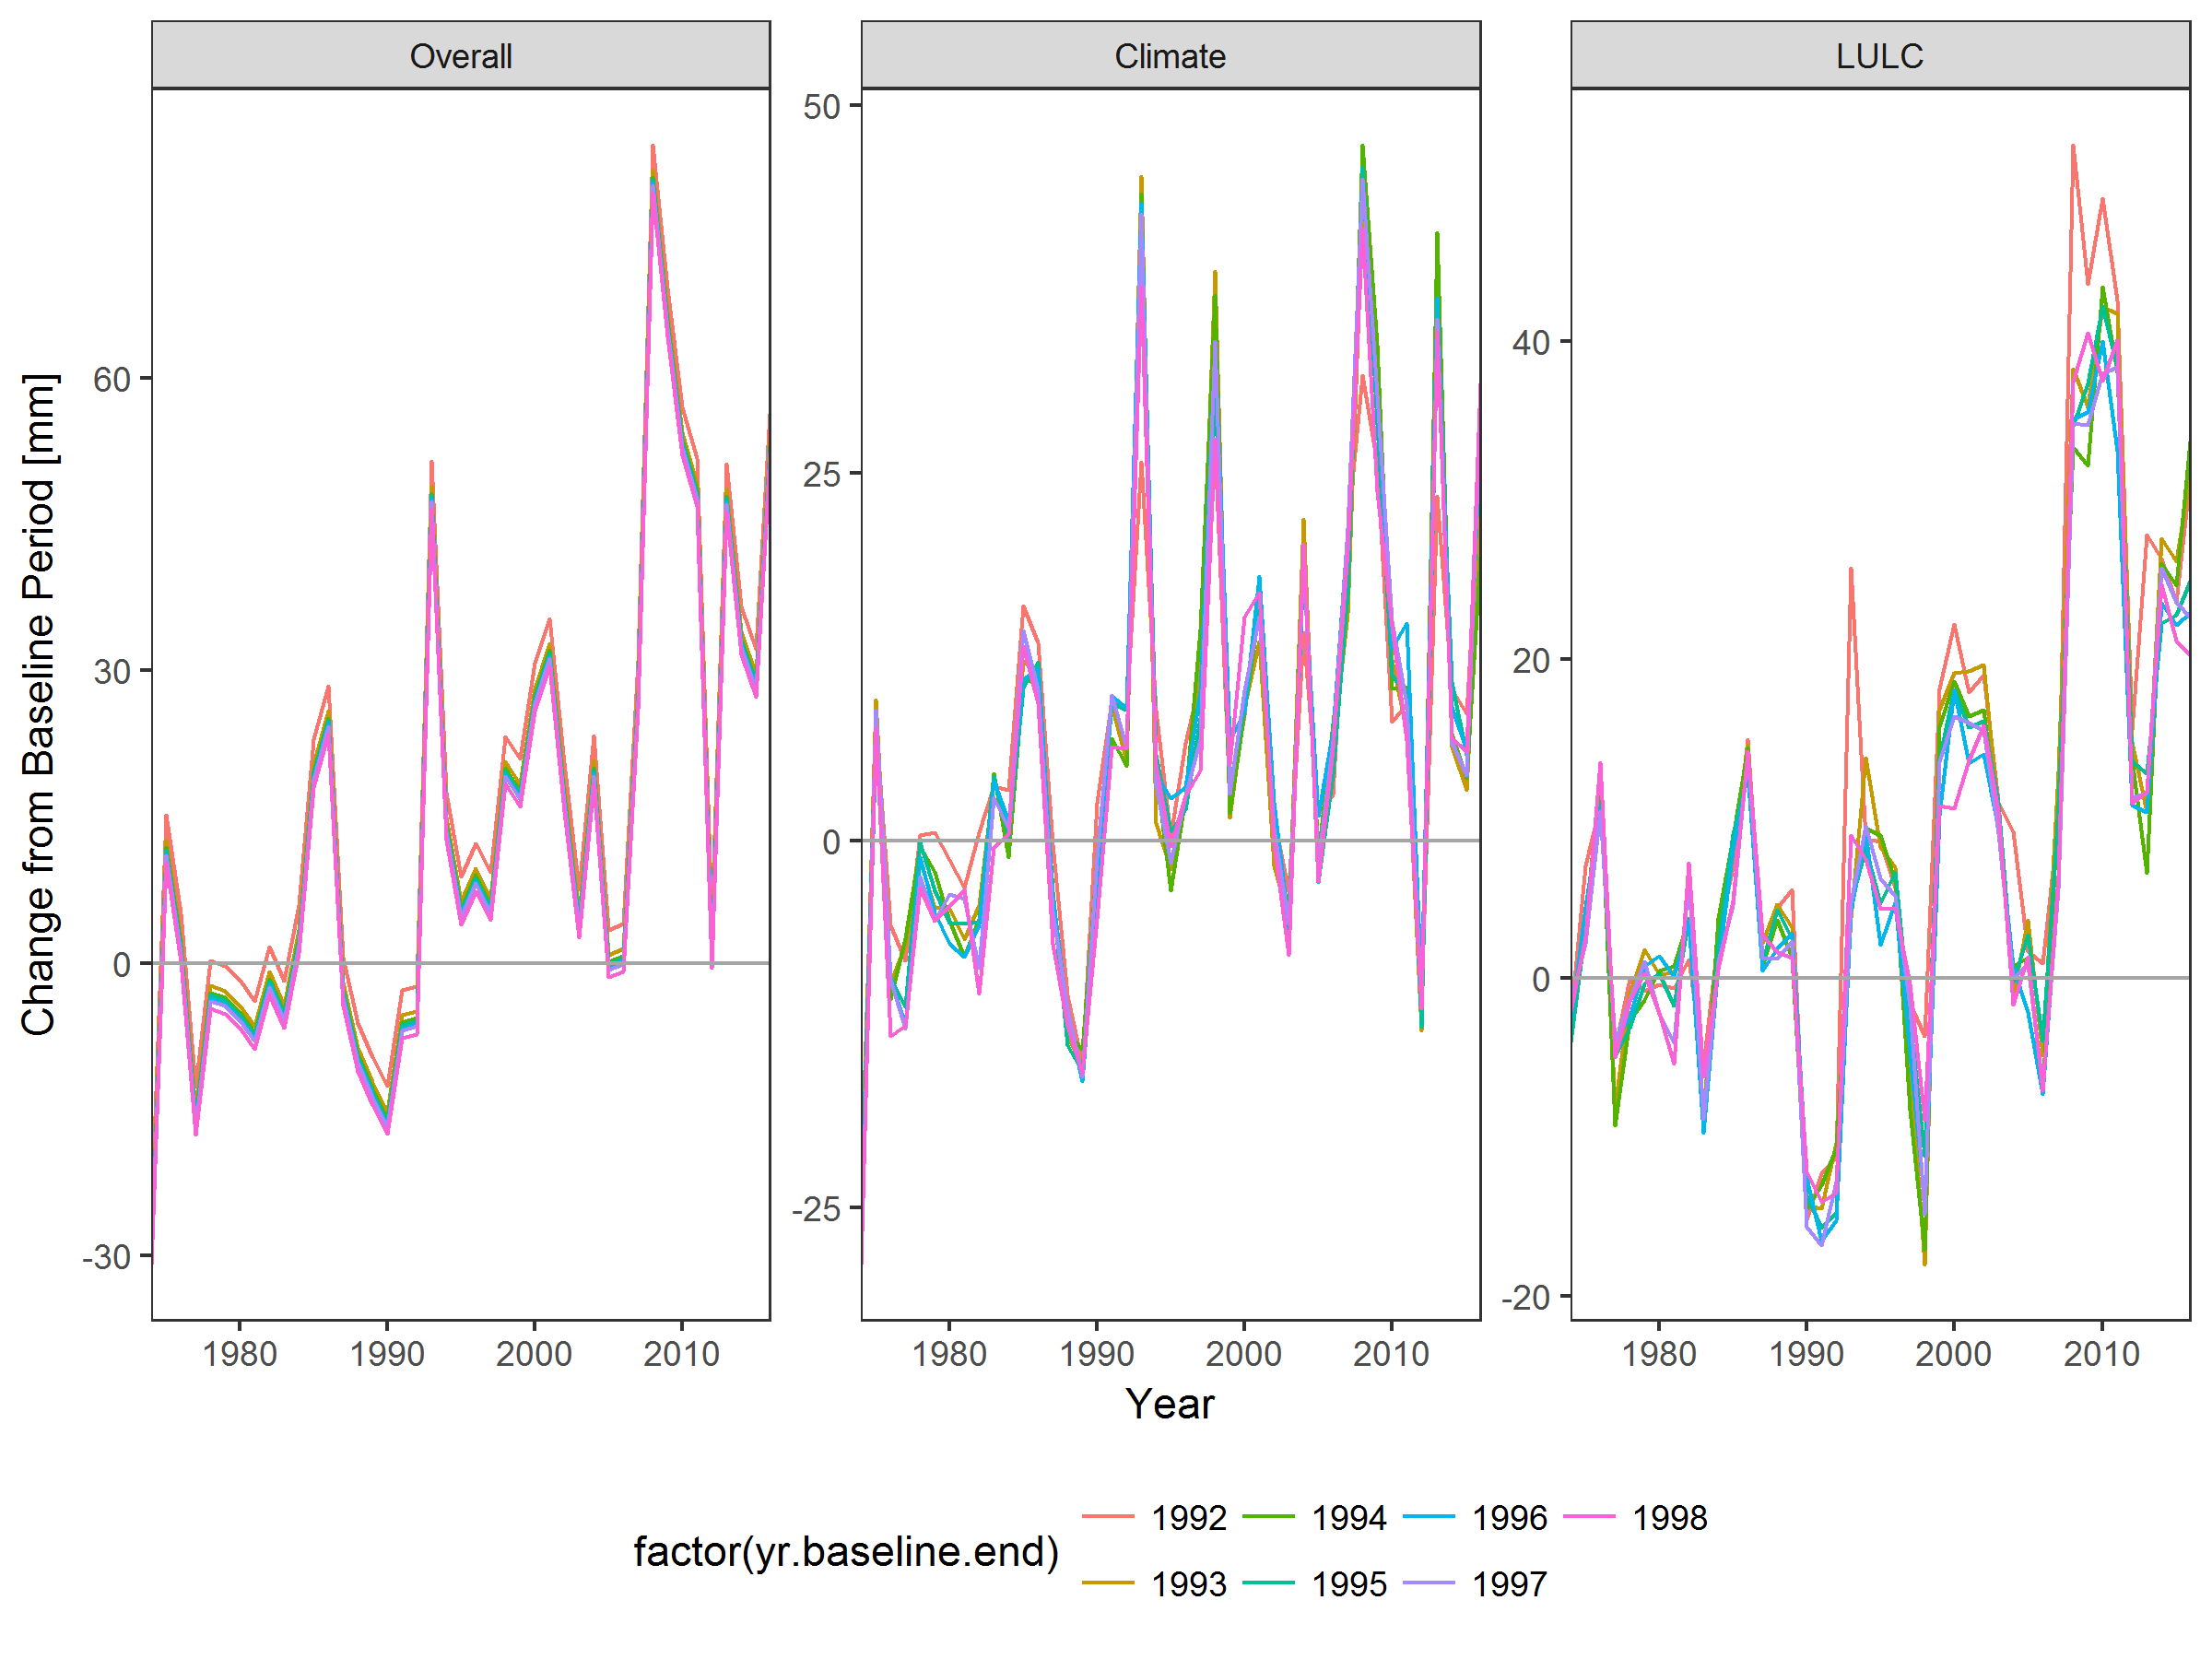 Overall
Climate
LULC
Change from Baseline Period [mm]
60
30
0
-30
50
25
0
-25
40
20
0
-20
1980 1990 2000 2010
1980 1990 2000 2010
1980 1990 2000 2010
Year
factor(yr.baseline.end)
1992 1994 1996 1998
1993 1995 1997